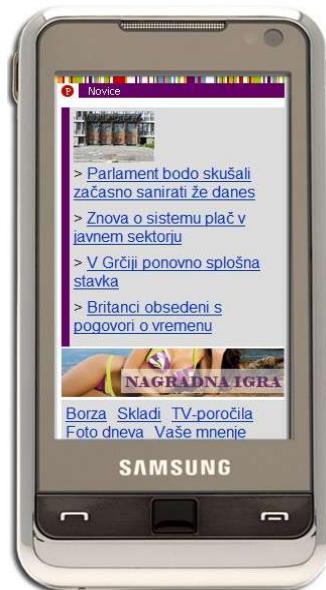 P Novice
> Parlament bodo skušali
začasno sanirati že danes
> Znova o sistemu plač v
javnem sektorju
> V Grčiji ponovno splošna
stavka
> Britanci obsedeni s
pogovori o vremenu
NAGRADNA IGRA
Borza Skladi TV-poročila
Foto dneva Vaše mnenje
SAMSUNG